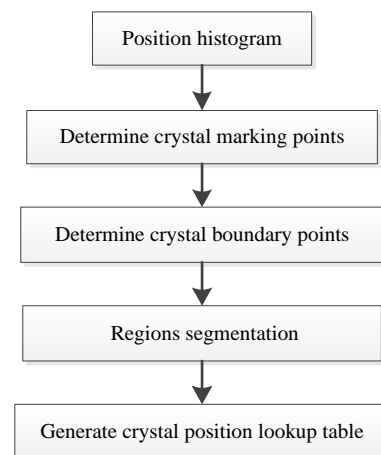 Position histogram
Determine crystal marking points
Determine crystal boundary points
Regions segmentation
Generate crystal position lookup table